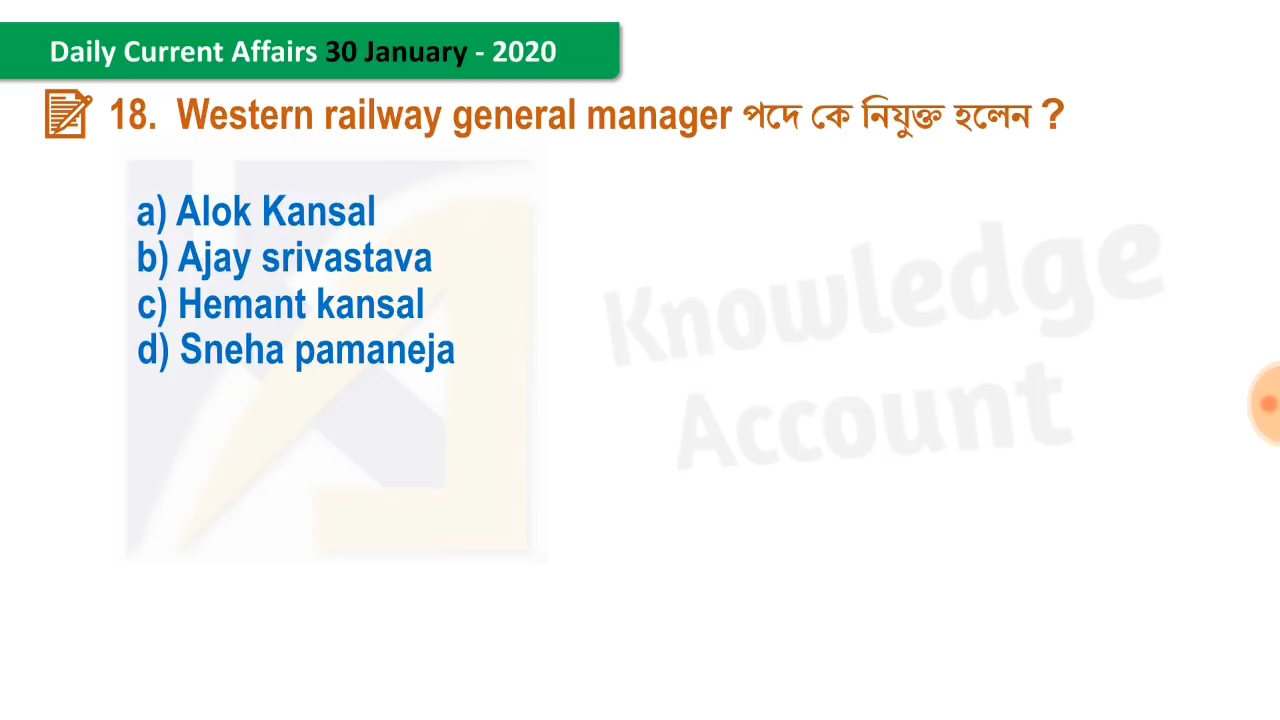 Daily Current Affairs 30 January - 2020
18. Western railway general manager পদে কে নিযুক্ত হলেন ?
a) Alok Kansal
b) Ajay srivastava
c) Hemant kansal
d) Sneha pamaneja
Knowledge
Account